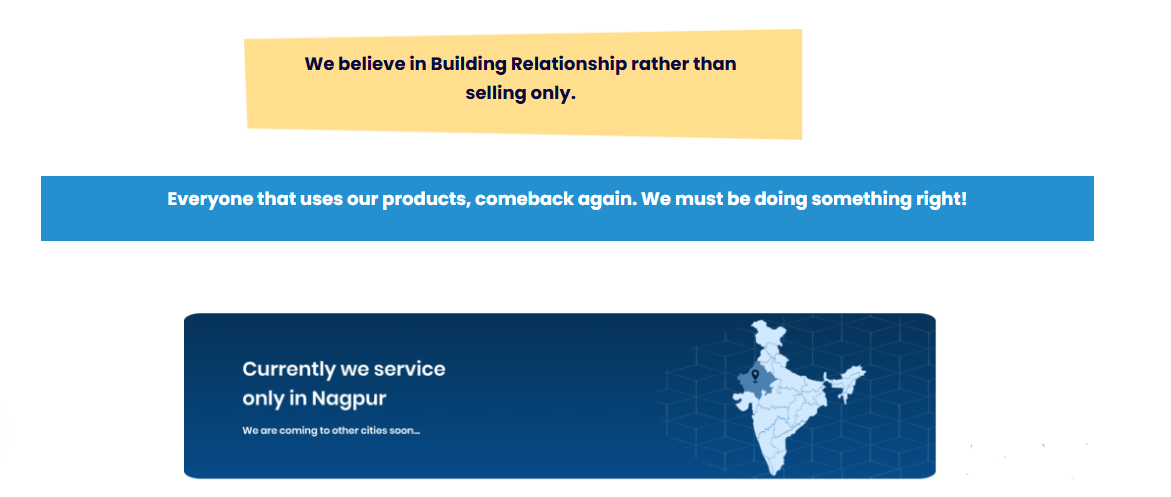 We believe in Building Relationship rather than
selling only.
Everyone that uses our products, comeback again. We must be doing something right!
Currently we service
only in Nagpur
We are coming to other cities soon...